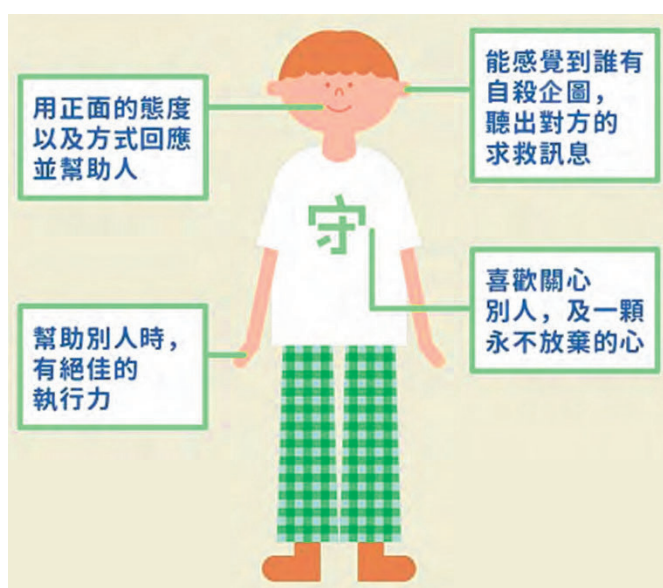 用正面的態度
以及方式回應
並幫助人
能感覺到誰有
自殺企圖，
聽出對方的
求救訊息
守
幫助別人時，
有絕佳的
執行力
喜歡關心
別人，及一顆
永不放棄的心